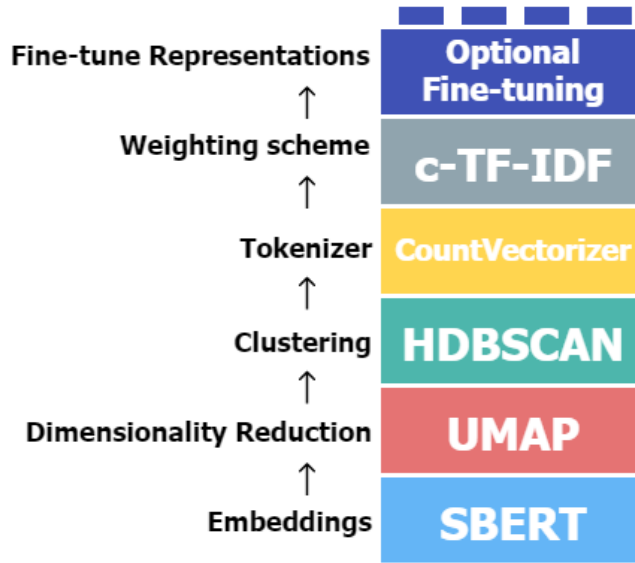 Fine-tune Representations
Optional
Fine-tuning
↑
Weighting scheme
c-TF-IDF
↑
Tokenizer
CountVectorizer
↑
Clustering
HDBSCAN
↑
Dimensionality Reduction
UMAP
↑
Embeddings
SBERT